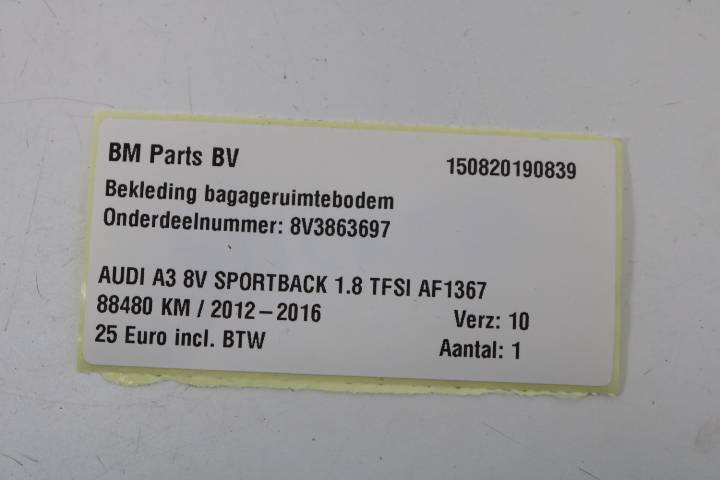 BM Parts BV 150820190839
Bekleding bagageruimtebodem
Onderdeelnummer: 8V3863697
AUDI A3 8V SPORTBACK 1.8 TFSI AF1367
88480 KM / 2012-2016 Verz: 10
25 Euro incl. BTW Aantal: 1